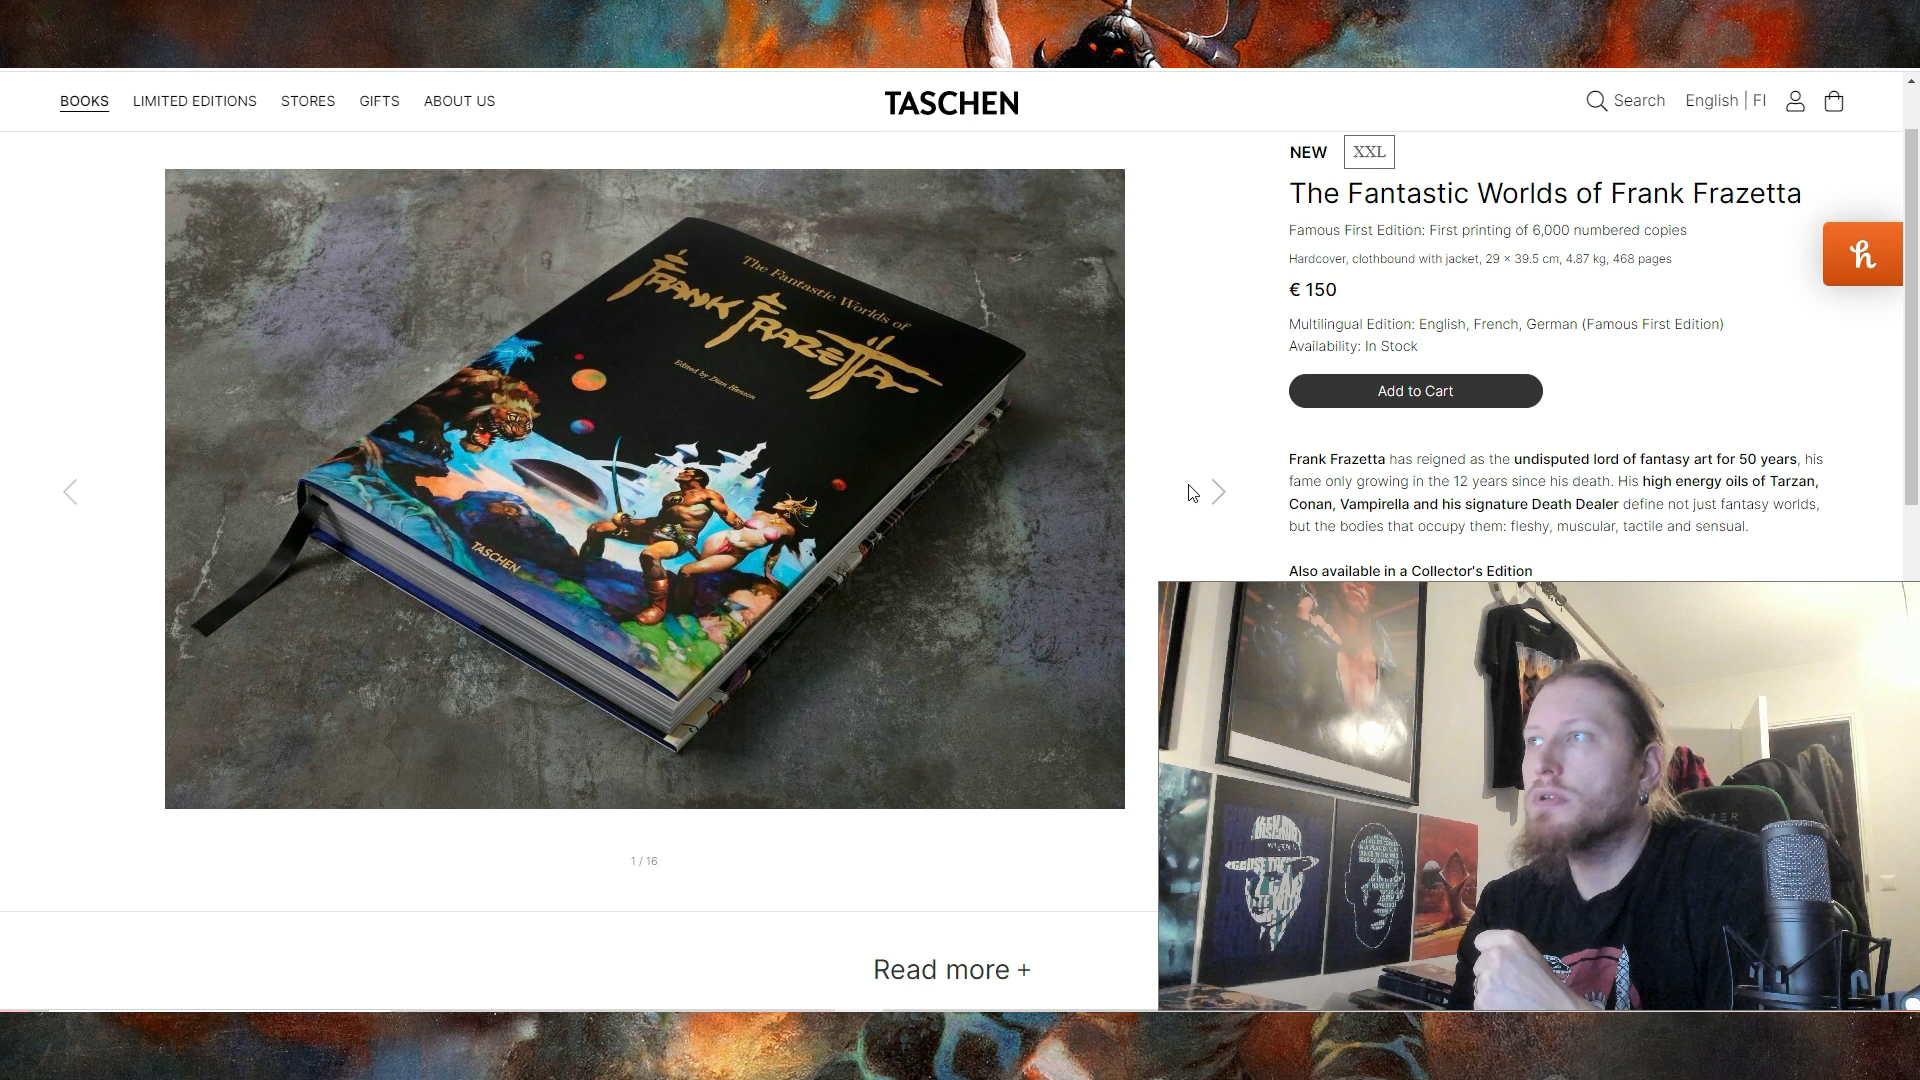 BOOKS
LIMITED EDITIONS
STORES
GIFTS
ABOUT US
TASCHEN
Search
English | FI
NEW
XXL
The Fantastic Worlds of Frank Frazetta
Famous First Edition: First printing of 6,000 numbered copies
Hardcover, clothbound with jacket, 29 × 39.5 cm, 4.87 kg, 468 pages
€ 150
Multilingual Edition: English, French, German (Famous First Edition)
Availability: In Stock
Add to Cart
Frank Frazetta has reigned as the undisputed lord of fantasy art for 50 years, his
fame only growing in the 12 years since his death. His high energy oils of Tarzan,
Conan, Vampirella and his signature Death Dealer define not just fantasy worlds,
but the bodies that occupy them: fleshy, muscular, tactile and sensual.
Also available in a Collector's Edition
The Fantastic Worlds of
FRANK FRAZETTA
Edited by Dian Hanson
TASCHEN
1 / 16
Read more +